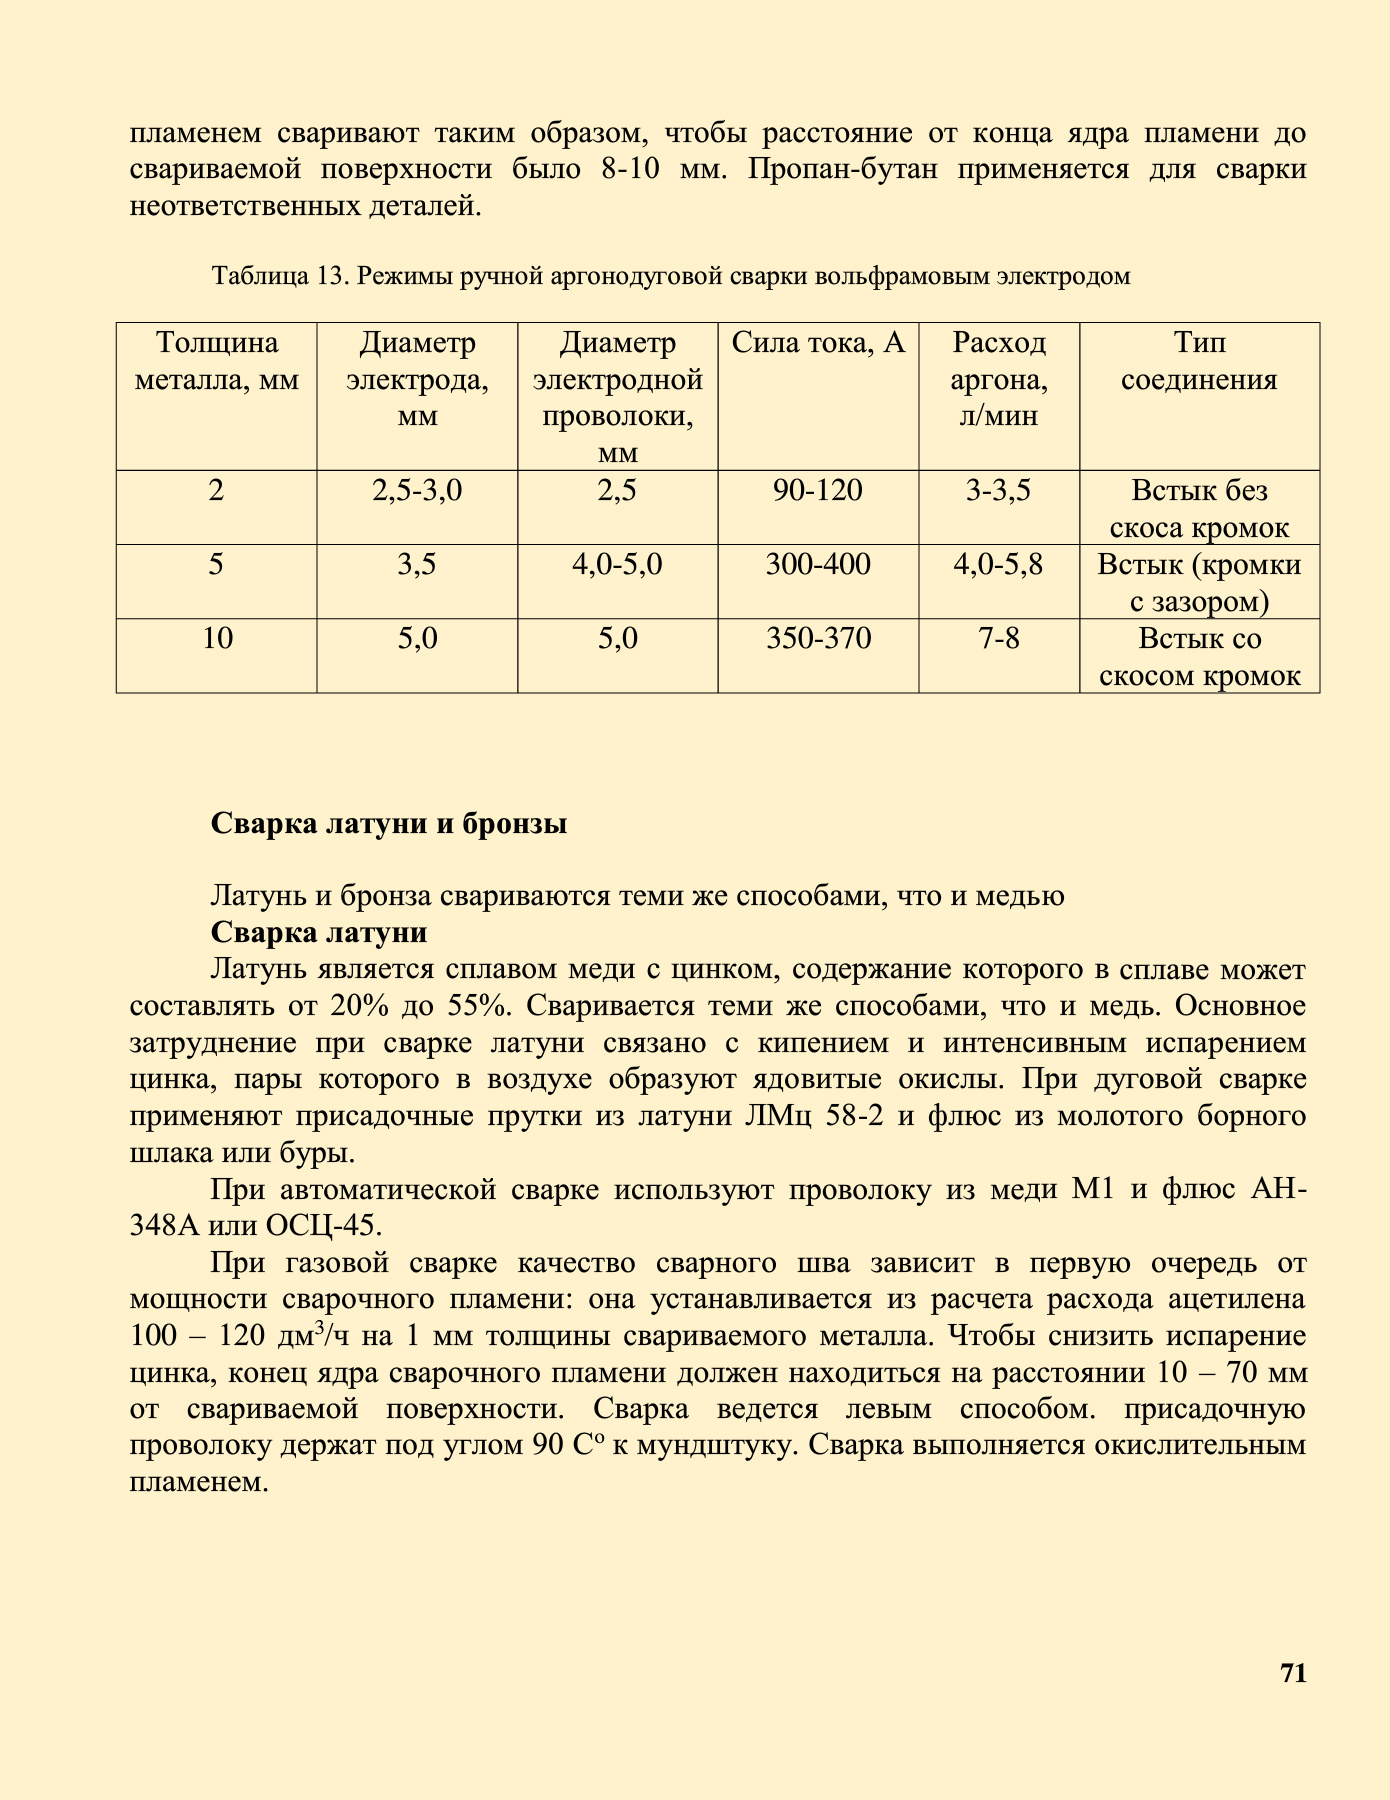 пламенем сваривают таким образом, чтобы расстояние от конца ядра пламени до
свариваемой поверхности было 8-10 мм. Пропан-бутан применяется для сварки
неответственных деталей.
Таблица 13. Режимы ручной аргонодуговой сварки вольфрамовым электродом
Толщина металла, мм | Диаметр электрода, мм | Диаметр электродной проволоки, мм | Сила тока, А | Расход аргона, л/мин | Тип соединения
2 | 2,5-3,0 | 2,5 | 90-120 | 3-3,5 | Встык без скоса кромок
5 | 3,5 | 4,0-5,0 | 300-400 | 4,0-5,8 | Встык (кромки с зазором)
10 | 5,0 | 5,0 | 350-370 | 7-8 | Встык со скосом кромок
Сварка латуни и бронзы
Латунь и бронза свариваются теми же способами, что и медью
Сварка латуни
Латунь является сплавом меди с цинком, содержание которого в сплаве может
составлять от 20% до 55%. Сваривается теми же способами, что и медь. Основное
затруднение при сварке латуни связано с кипением и интенсивным испарением
цинка, пары которого в воздухе образуют ядовитые окислы. При дуговой сварке
применяют присадочные прутки из латуни ЛМц 58-2 и флюс из молотого борного
шлака или буры.
При автоматической сварке используют проволоку из меди М1 и флюс АН-
348А или ОСЦ-45.
При газовой сварке качество сварного шва зависит в первую очередь от
мощности сварочного пламени: она устанавливается из расчета расхода ацетилена
100 – 120 дм³/ч на 1 мм толщины свариваемого металла. Чтобы снизить испарение
цинка, конец ядра сварочного пламени должен находиться на расстоянии 10 – 70 мм
от свариваемой поверхности. Сварка ведется левым способом. присадочную
проволоку держат под углом 90 Сº к мундштуку. Сварка выполняется окислительным
пламенем.
71